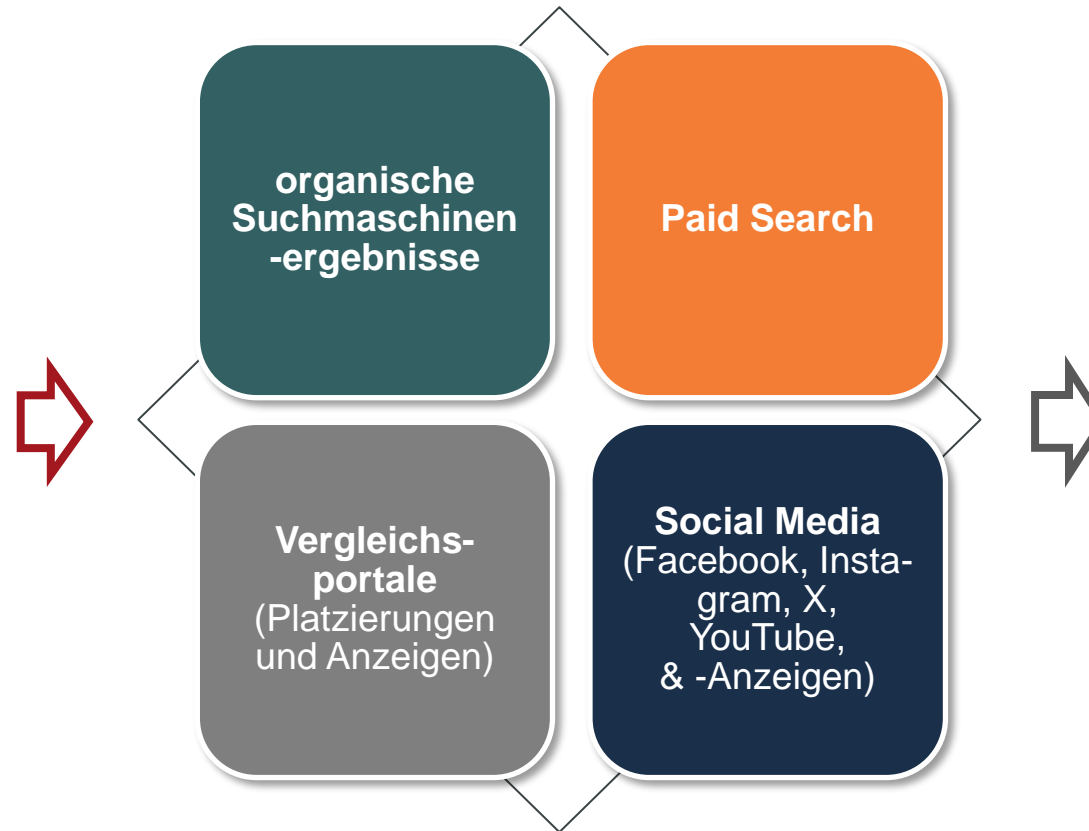 organische
Suchmaschinen
-ergebnisse
Paid Search
Vergleichs-
portale
(Platzierungen
und Anzeigen)
Social Media
(Facebook, Insta-
gram, X,
YouTube,
& -Anzeigen)